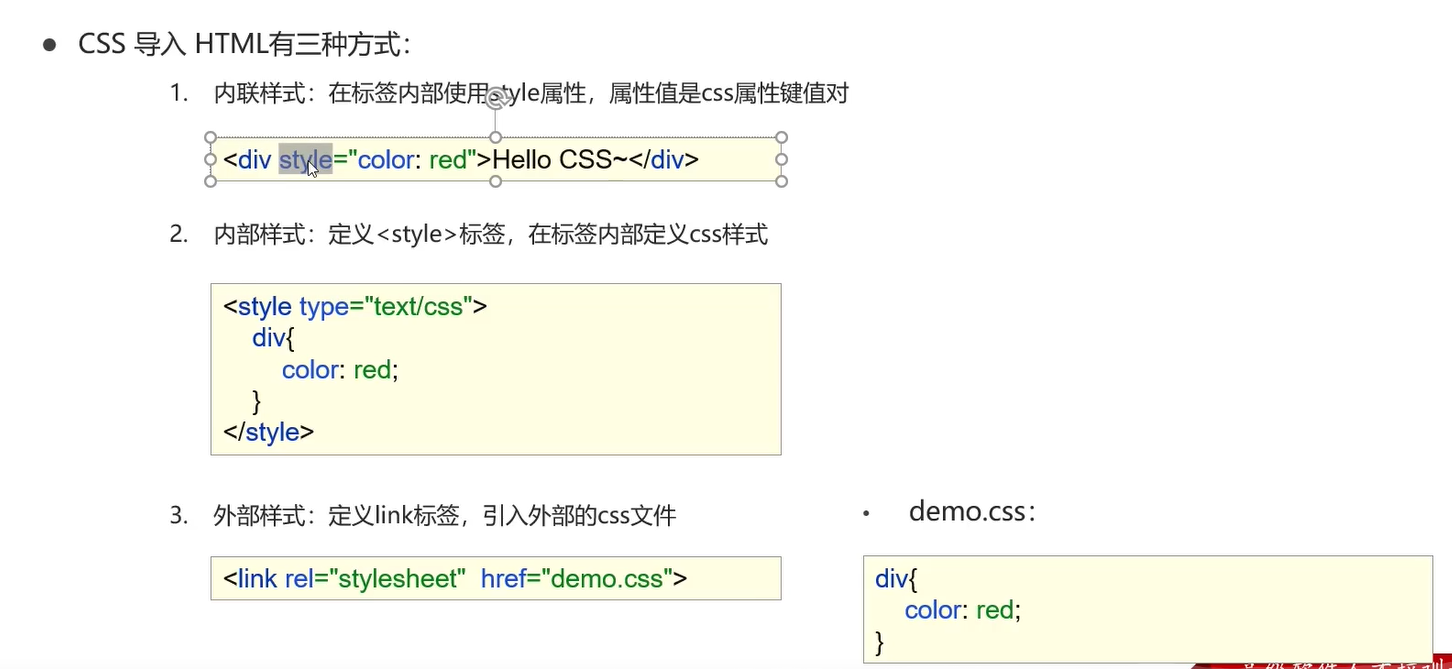 ● CSS 导入 HTML有三种方式：
1. 内联样式：在标签内部使用style属性，属性值是css属性键值对
<div style="color: red">Hello CSS~</div>
2. 内部样式：定义<style>标签，在标签内部定义css样式
<style type="text/css">
div{
color: red;
}
</style>
3. 外部样式：定义link标签，引入外部的css文件
<link rel="stylesheet" href="demo.css">
• demo.css：
div{
color: red;
}